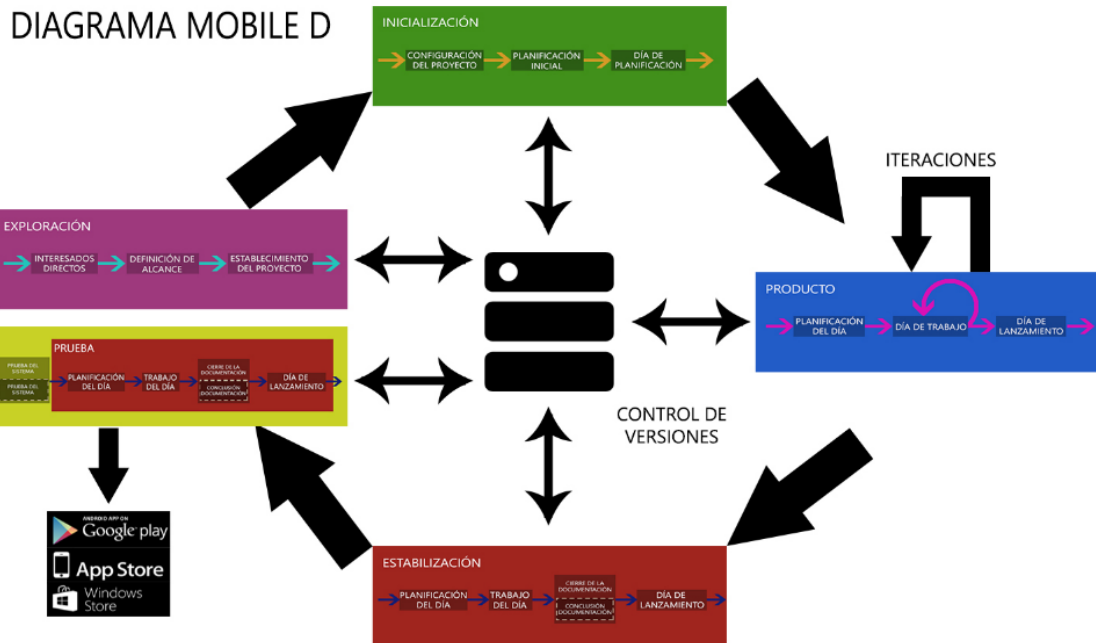 DIAGRAMA MOBILE D
INICIALIZACIÓN
CONFIGURACIÓN
DEL PROYECTO
PLANIFICACIÓN
INICIAL
DÍA DE
PLANIFICACIÓN
ITERACIONES
EXPLORACIÓN
INTERESADOS
DIRECTOS
DEFINICIÓN DE
ALCANCE
ESTABLECIMIENTO
DEL PROYECTO
PRODUCTO
PLANIFICACIÓN
DEL DÍA
DÍA DE TRABAJO
DÍA DE
LANZAMIENTO
PRUEBA
PRUEBA DEL
SISTEMA
PRUEBA DEL
SISTEMA
PLANIFICACIÓN
DEL DÍA
TRABAJO
DEL DÍA
CIERRE DE LA
DOCUMENTACIÓN
CONCLUSIÓN
DOCUMENTACIÓN
DÍA DE
LANZAMIENTO
CONTROL DE
VERSIONES
ANDROID APP ON
Google play
App Store
Windows
Store
ESTABILIZACIÓN
PLANIFICACIÓN
DEL DÍA
TRABAJO
DEL DÍA
CIERRE DE LA
DOCUMENTACIÓN
CONCLUSIÓN
DOCUMENTACIÓN
DÍA DE
LANZAMIENTO